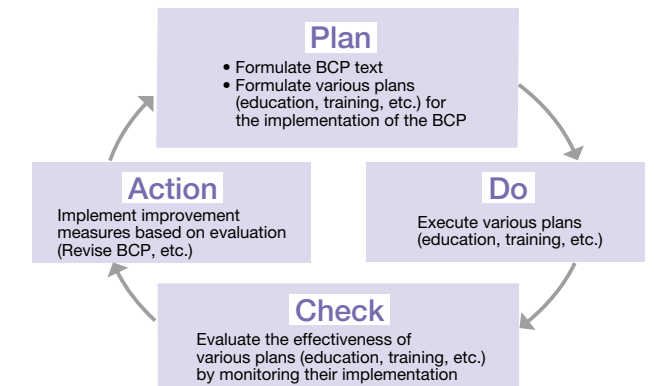 Plan
• Formulate BCP text
• Formulate various plans
(education, training, etc.) for
the implementation of the BCP
Action
Implement improvement
measures based on evaluation
(Revise BCP, etc.)
Do
Execute various plans
(education, training, etc.)
Check
Evaluate the effectiveness of
various plans (education, training, etc.)
by monitoring their implementation